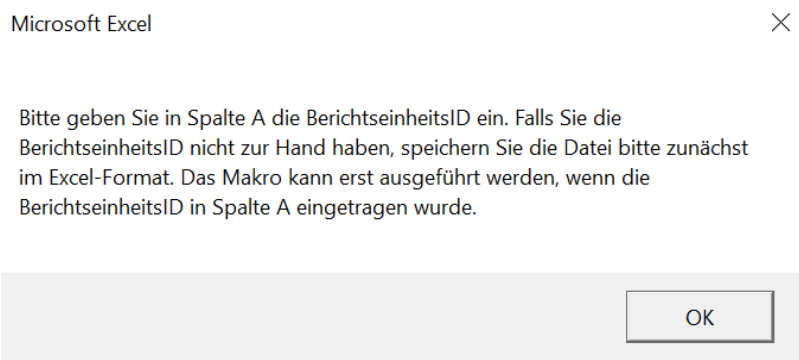 Microsoft Excel
Bitte geben Sie in Spalte A die BerichtseinheitsID ein. Falls Sie die
BerichtseinheitsID nicht zur Hand haben, speichern Sie die Datei bitte zunächst
im Excel-Format. Das Makro kann erst ausgeführt werden, wenn die
BerichtseinheitsID in Spalte A eingetragen wurde.
OK